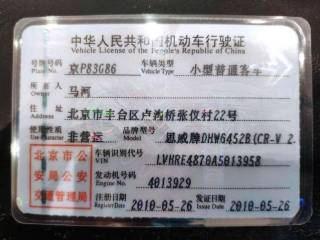 中华人民共和国机动车行驶证
Vehicle License of the People's Republic of China
号牌号码 京P83G86 车辆类型 小型普通客车
Plate No. Vehicle Type
所有人 马河
Owner
住址 北京市丰台区卢沟桥张仪村22号
Address
使用性质 非营运 品牌型号 思威牌DHW6452B(CR-V 2.
Use Character
北京市公安局公安交通管理局
车辆识别代号 LVHRE4870A5013958
VIN
发动机号码 4013929
Engine No.
注册日期 2010-05-26 发证日期 2010-05-26
Register Date Issue Date